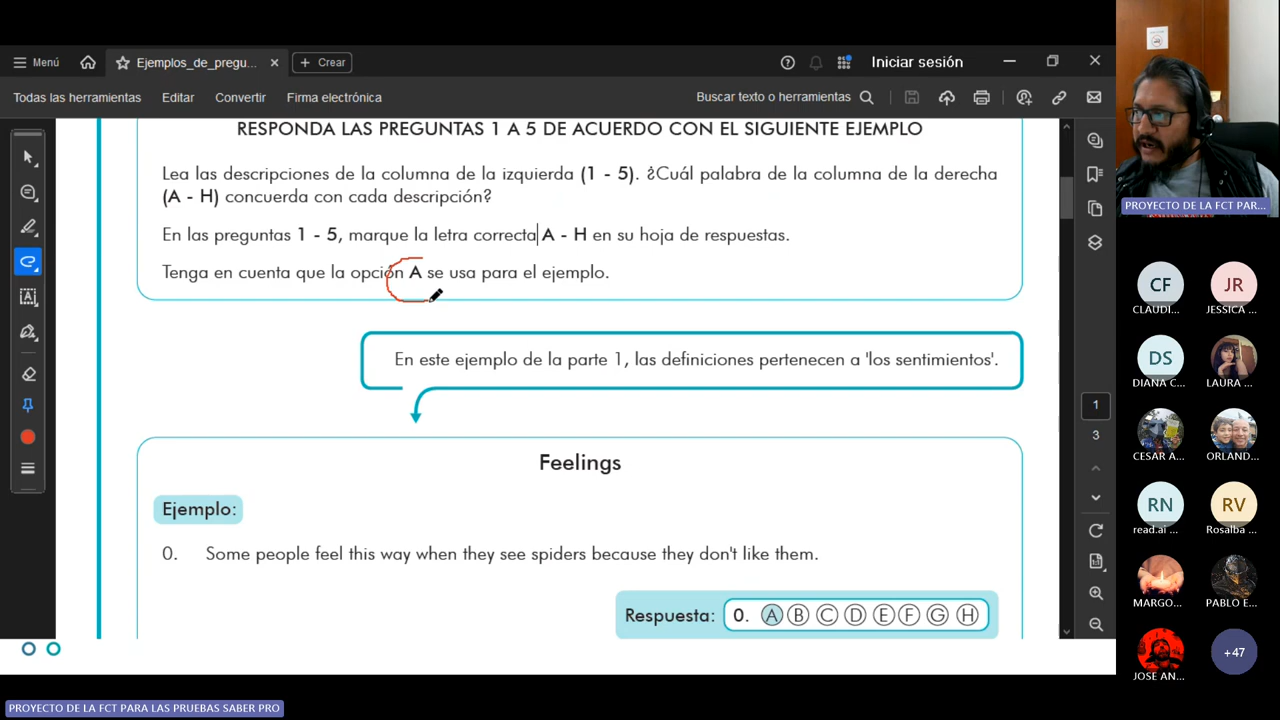 Menú
Ejemplos_de_pregu...
Crear
Iniciar sesión
Todas las herramientas
Editar
Convertir
Firma electrónica
Buscar texto o herramientas
RESPONDA LAS PREGUNTAS 1 A 5 DE ACUERDO CON EL SIGUIENTE EJEMPLO
Lea las descripciones de la columna de la izquierda (1 - 5). ¿Cuál palabra de la columna de la derecha
(A - H) concuerda con cada descripción?
En las preguntas 1 - 5, marque la letra correcta A - H en su hoja de respuestas.
Tenga en cuenta que la opción A se usa para el ejemplo.
En este ejemplo de la parte 1, las definiciones pertenecen a 'los sentimientos'.
Feelings
Ejemplo:
0. Some people feel this way when they see spiders because they don't like them.
Respuesta: 0. A B C D E F G H
1
3
PROYECTO DE LA FCT PAR...
CF
CLAUDI...
JR
JESSICA ...
DS
DIANA C...
LAURA ...
CESAR A...
ORLAND...
RN
read.ai ...
RV
Rosalba ...
MARGO...
PABLO E...
JOSE AN...
+47
PROYECTO DE LA FCT PARA LAS PRUEBAS SABER PRO